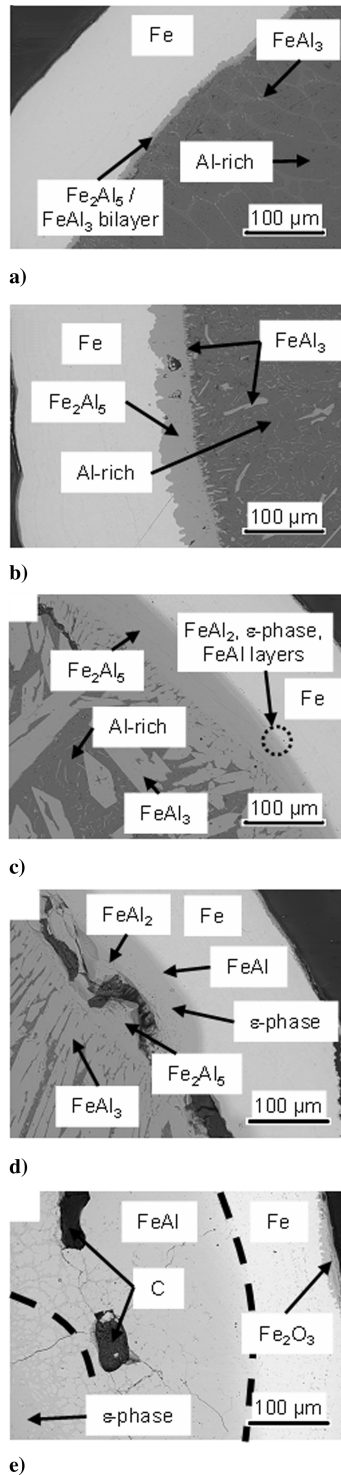 Fe
FeAl₃
Al-rich
Fe₂Al₅ /
FeAl₃ bilayer
100 µm
a)
Fe
FeAl₃
Fe₂Al₅
Al-rich
100 µm
b)
FeAl₂, ε-phase,
FeAl layers
Fe₂Al₅
Fe
Al-rich
FeAl₃
100 µm
c)
FeAl₂
Fe
FeAl
ε-phase
Fe₂Al₅
FeAl₃
100 µm
d)
FeAl
Fe
C
Fe₂O₃
100 µm
ε-phase
e)